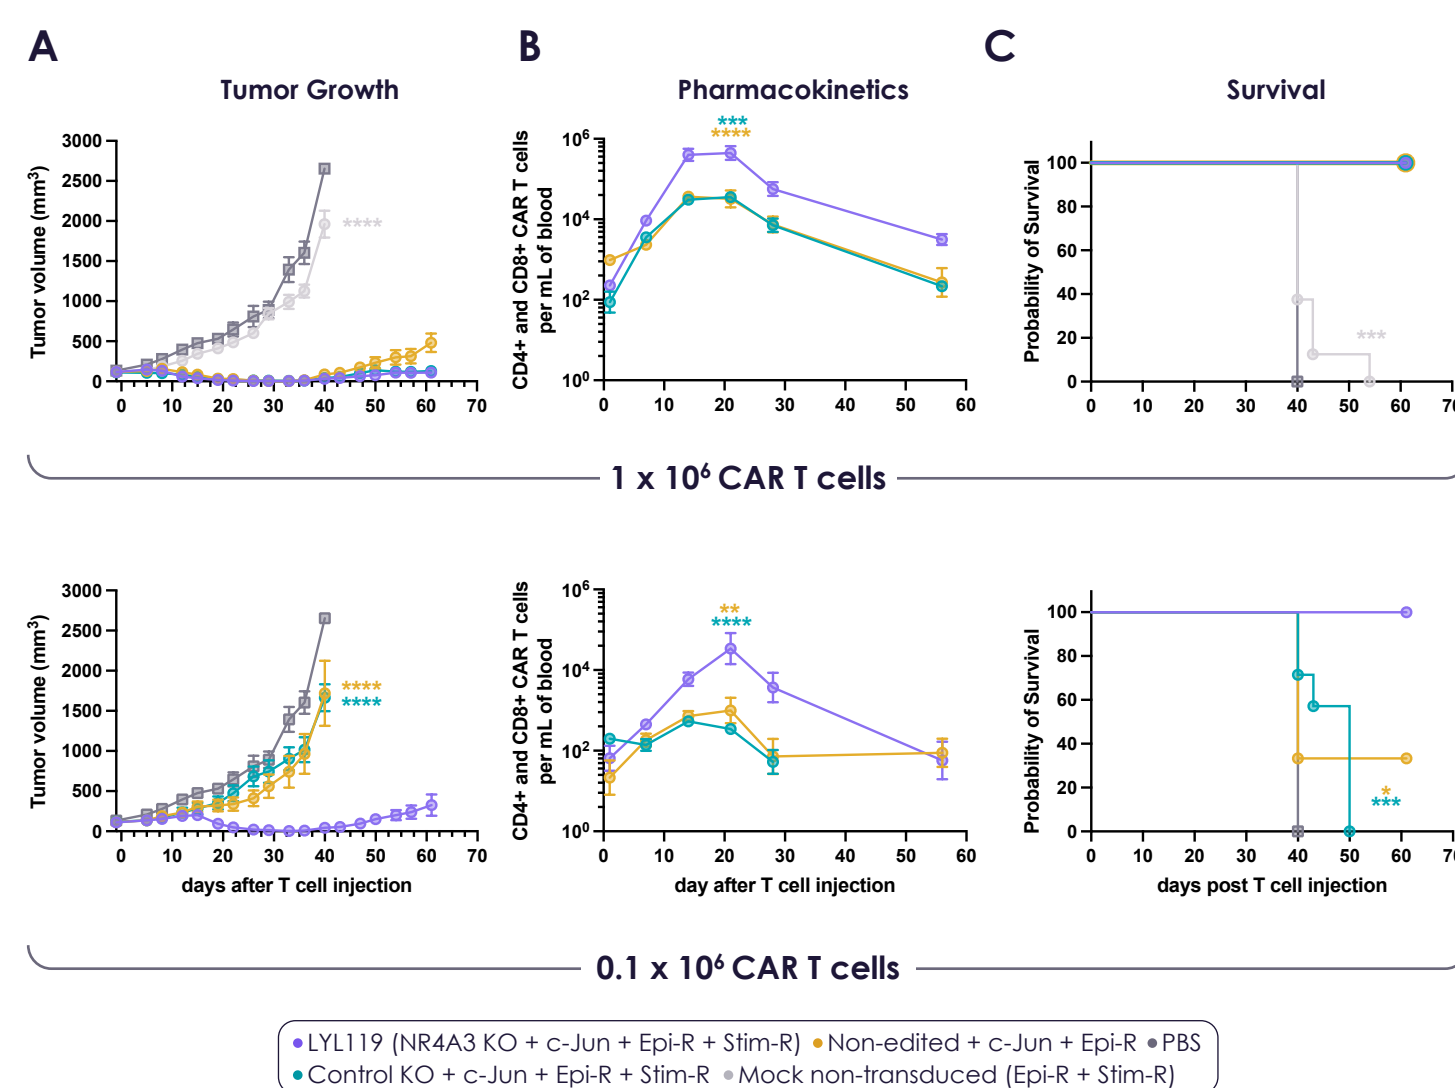 A
B
C
Tumor Growth
Pharmacokinetics
Survival
Tumor volume (mm³)
3000
2500
2000
1500
1000
500
0
0 10 20 30 40 50 60 70
****
CD4+ and CD8+ CAR T cells
per mL of blood
10⁶
10⁴
10²
10⁰
0 10 20 30 40 50 60
***
****
Probability of Survival
100
80
60
40
20
0
0 10 20 30 40 50 60
***
1 x 10⁶ CAR T cells
Tumor volume (mm³)
3000
2500
2000
1500
1000
500
0
0 10 20 30 40 50 60 70
days after T cell injection
****
****
CD4+ and CD8+ CAR T cells
per mL of blood
10⁶
10⁴
10²
10⁰
0 10 20 30 40 50 60
day after T cell injection
**
****
Probability of Survival
100
80
60
40
20
0
0 10 20 30 40 50 60
days post T cell injection
*
***
0.1 x 10⁶ CAR T cells
LYL119 (NR4A3 KO + c-Jun + Epi-R + Stim-R) Non-edited + c-Jun + Epi-R PBS
Control KO + c-Jun + Epi-R + Stim-R Mock non-transduced (Epi-R + Stim-R)